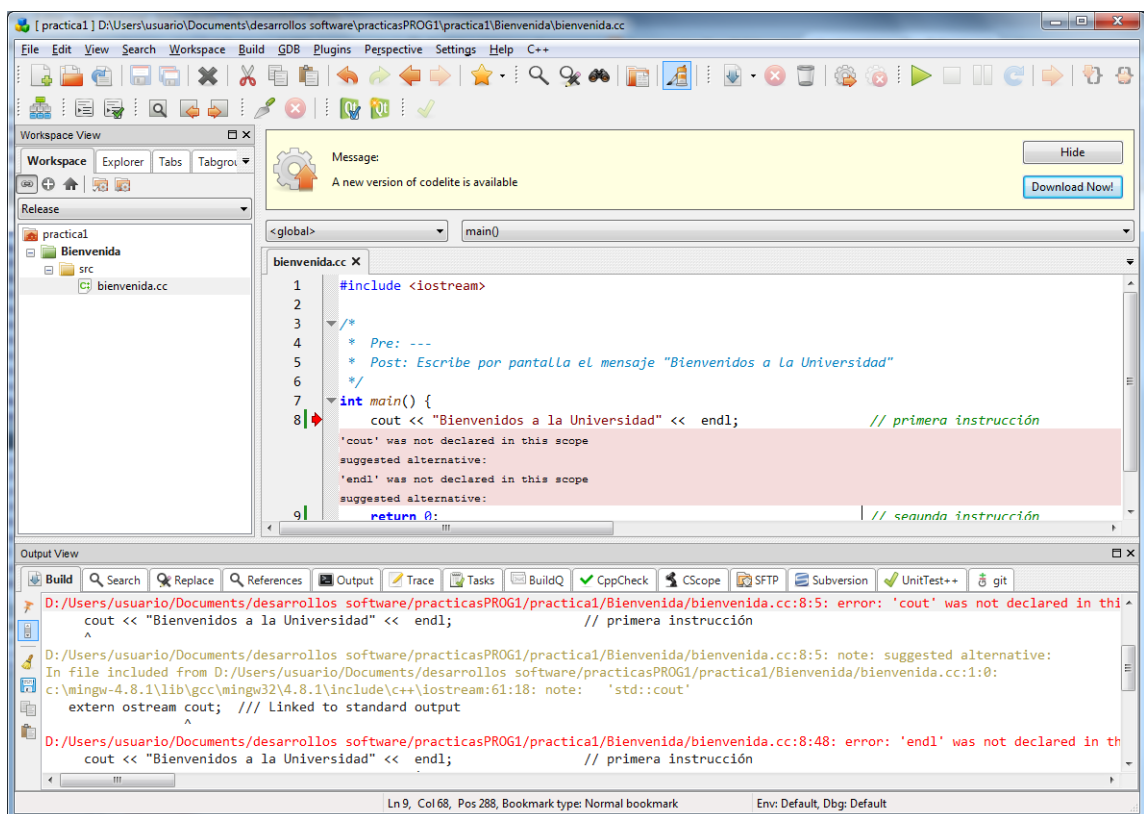 [ practica1 ] D:\Users\usuario\Documents\desarrollos software\practicasPROG1\practica1\Bienvenida\bienvenida.cc
File Edit View Search Workspace Build GDB Plugins Perspective Settings Help C++
Workspace View
Workspace Explorer Tabs Tabgrou
Release
practica1
Bienvenida
src
bienvenida.cc
Message:
A new version of codelite is available
Hide
Download Now!
<global> main()
bienvenida.cc
1 #include <iostream>
2
3 /*
4 * Pre: ---
5 * Post: Escribe por pantalla el mensaje "Bienvenidos a la Universidad"
6 */
7 int main() {
8 cout << "Bienvenidos a la Universidad" << endl; // primera instrucción
'cout' was not declared in this scope
suggested alternative:
'endl' was not declared in this scope
suggested alternative:
9 return 0; // segunda instrucción
Output View
Build Search Replace References Output Trace Tasks BuildQ CppCheck CScope SFTP Subversion UnitTest++ git
D:/Users/usuario/Documents/desarrollos software/practicasPROG1/practica1/Bienvenida/bienvenida.cc:8:5: error: 'cout' was not declared in thi
cout << "Bienvenidos a la Universidad" << endl; // primera instrucción
^
D:/Users/usuario/Documents/desarrollos software/practicasPROG1/practica1/Bienvenida/bienvenida.cc:8:5: note: suggested alternative:
In file included from D:/Users/usuario/Documents/desarrollos software/practicasPROG1/practica1/Bienvenida/bienvenida.cc:1:0:
c:\mingw-4.8.1\lib\gcc\mingw32\4.8.1\include\c++\iostream:61:18: note: 'std::cout'
extern ostream cout; /// Linked to standard output
^
D:/Users/usuario/Documents/desarrollos software/practicasPROG1/practica1/Bienvenida/bienvenida.cc:8:48: error: 'endl' was not declared in th
cout << "Bienvenidos a la Universidad" << endl; // primera instrucción
Ln 9, Col 68, Pos 288, Bookmark type: Normal bookmark Env: Default, Dbg: Default